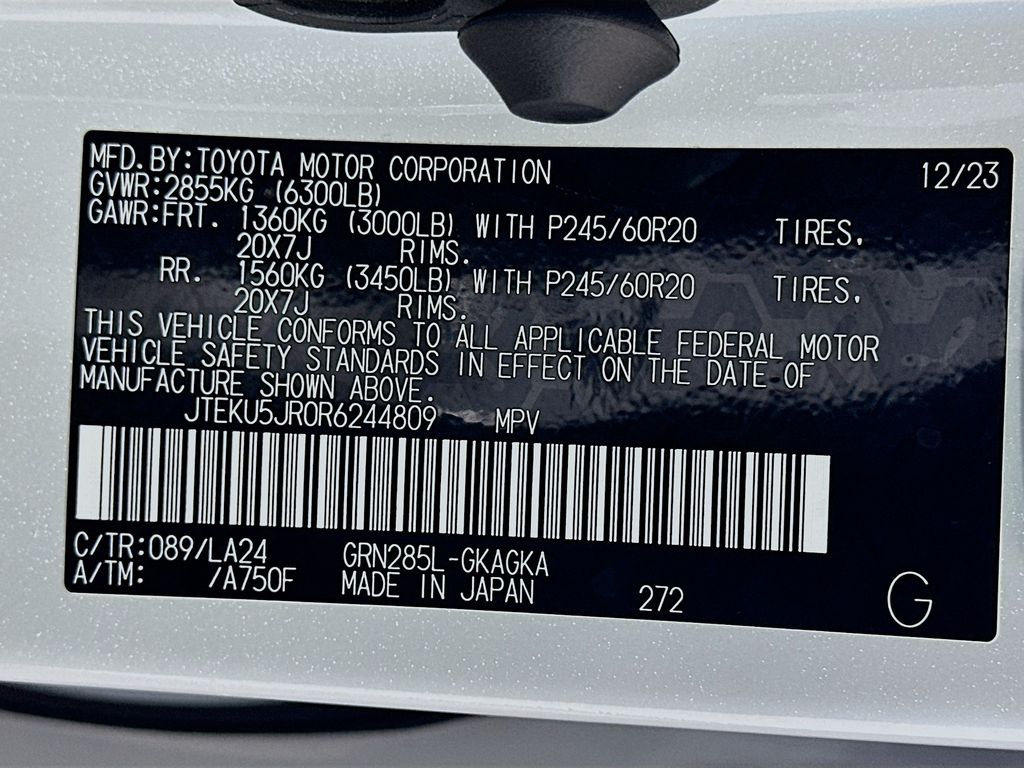 MFD.BY:TOYOTA MOTOR CORPORATION 12/23
GVWR:2855KG (6300LB)
GAWR:FRT. 1360KG (3000LB) WITH P245/60R20 TIRES,
20X7J RIMS.
RR. 1560KG (3450LB) WITH P245/60R20 TIRES,
20X7J RIMS.
THIS VEHICLE CONFORMS TO ALL APPLICABLE FEDERAL MOTOR
VEHICLE SAFETY STANDARDS IN EFFECT ON THE DATE OF
MANUFACTURE SHOWN ABOVE.
JTEKU5JR0R6244809 MPV
C/TR:089/LA24 GRN285L-GKAGKA
A/TM: /A750F MADE IN JAPAN 272 G